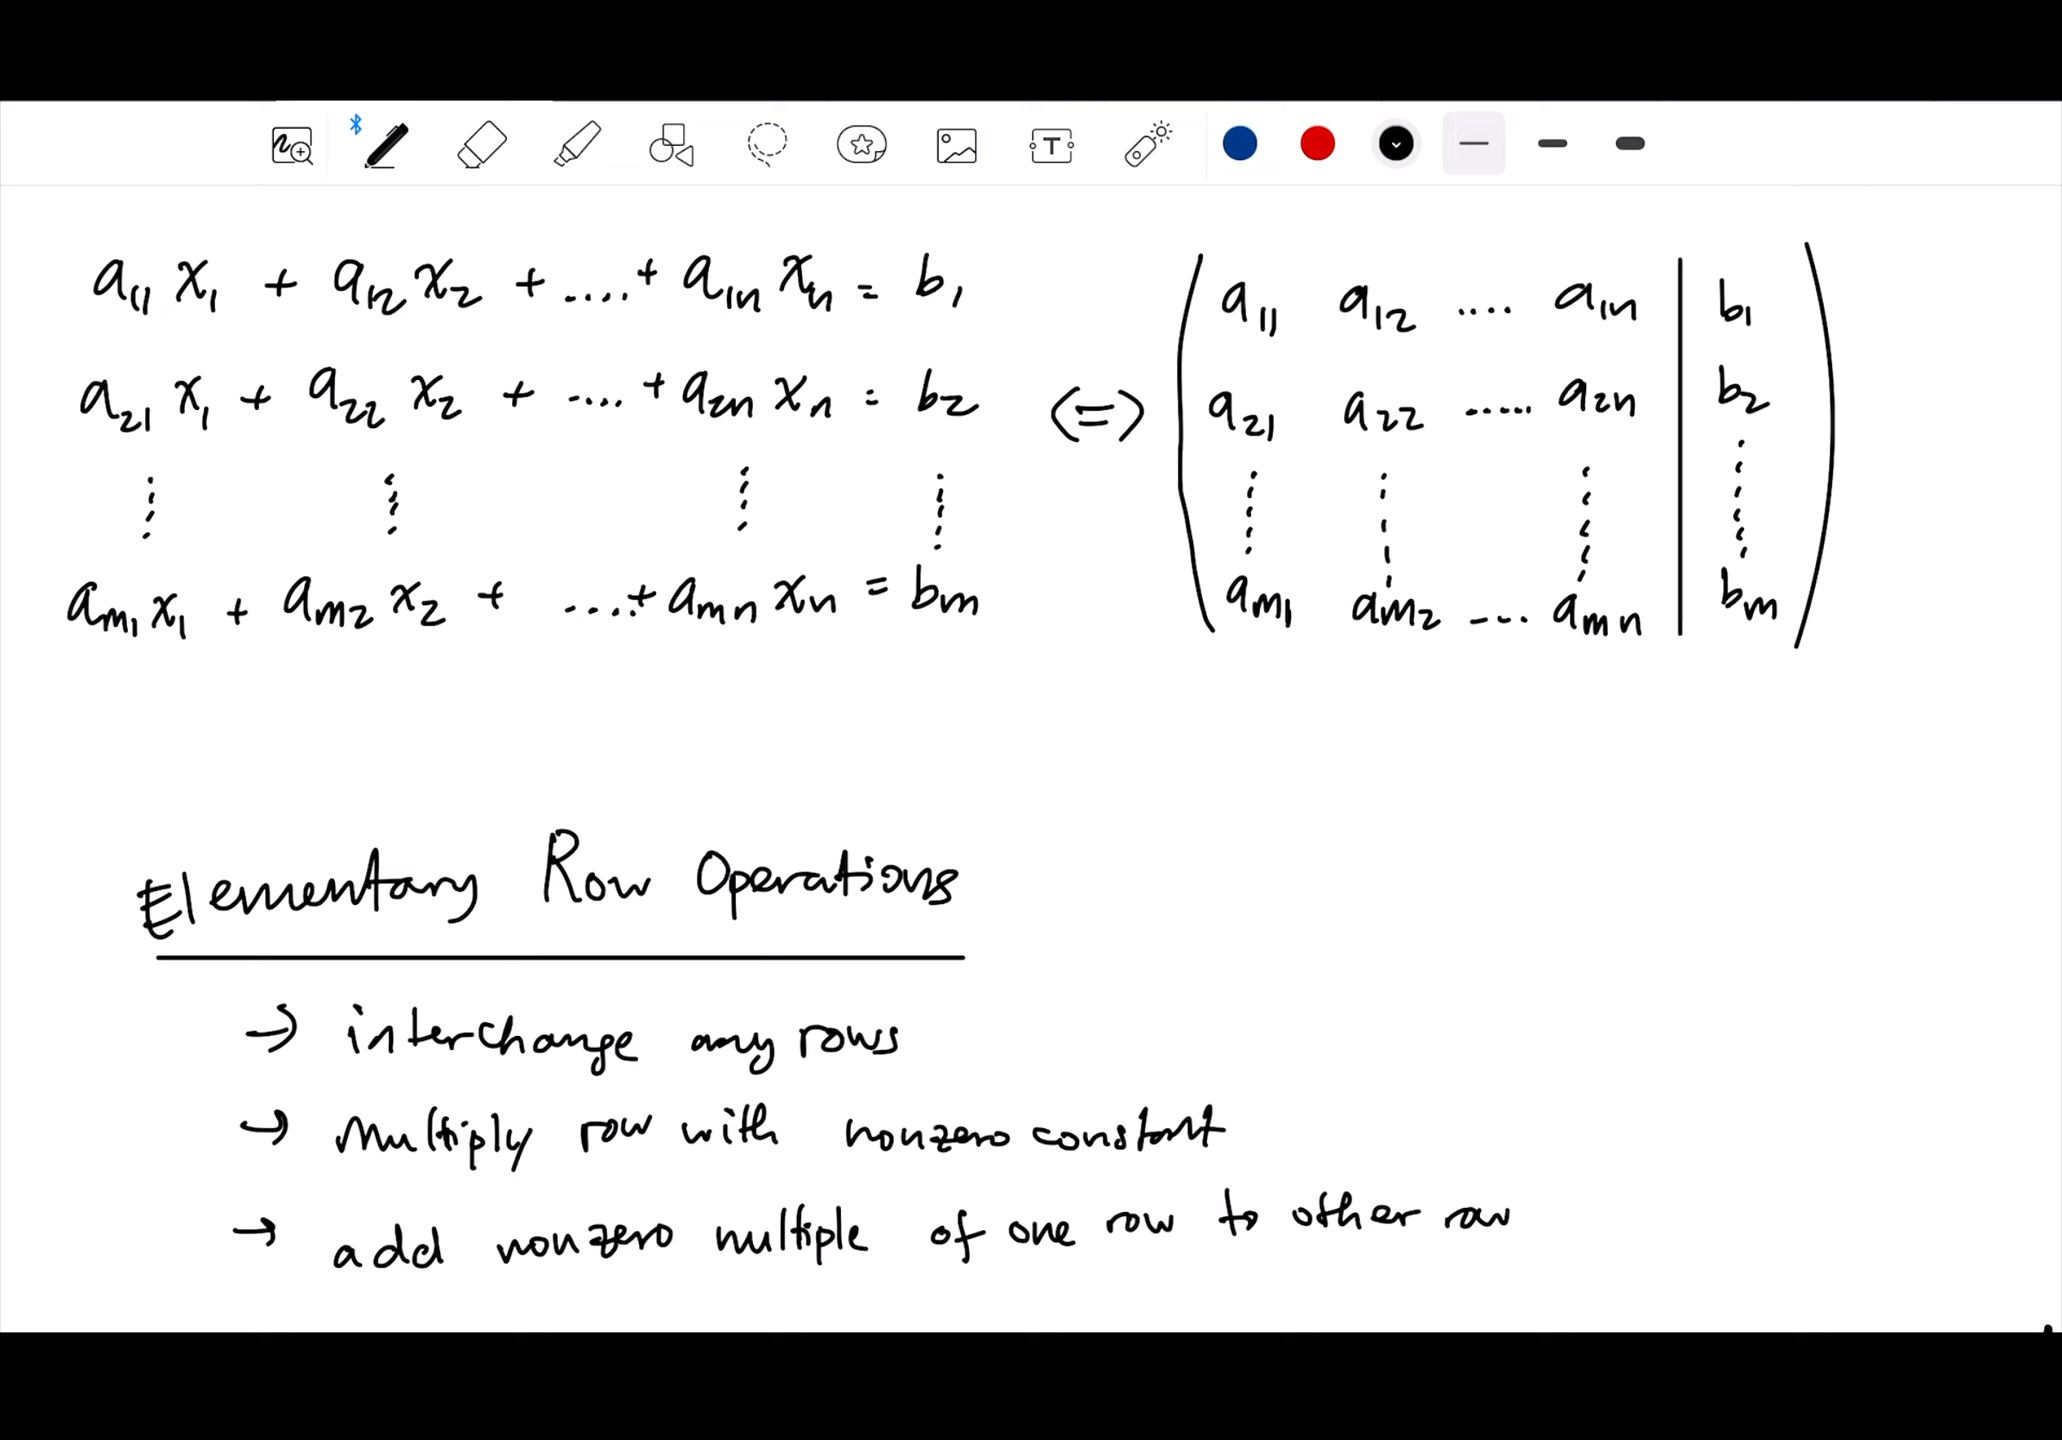 a₁₁ x₁ + a₁₂ x₂ + ....+ a₁ₙ xₙ = b₁
a₂₁ x₁ + a₂₂ x₂ + ....+ a₂ₙ xₙ = b₂
aₘ₁ x₁ + aₘ₂ x₂ + ....+ aₘₙ xₙ = bₘ
<=>
a₁₁ a₁₂ .... a₁ₙ | b₁
a₂₁ a₂₂ ..... a₂ₙ | b₂
aₘ₁ aₘ₂ .... aₘₙ | bₘ
Elementary Row Operations
→ interchange any rows
→ Multiply row with nonzero constant
→ add nonzero multiple of one row to other row